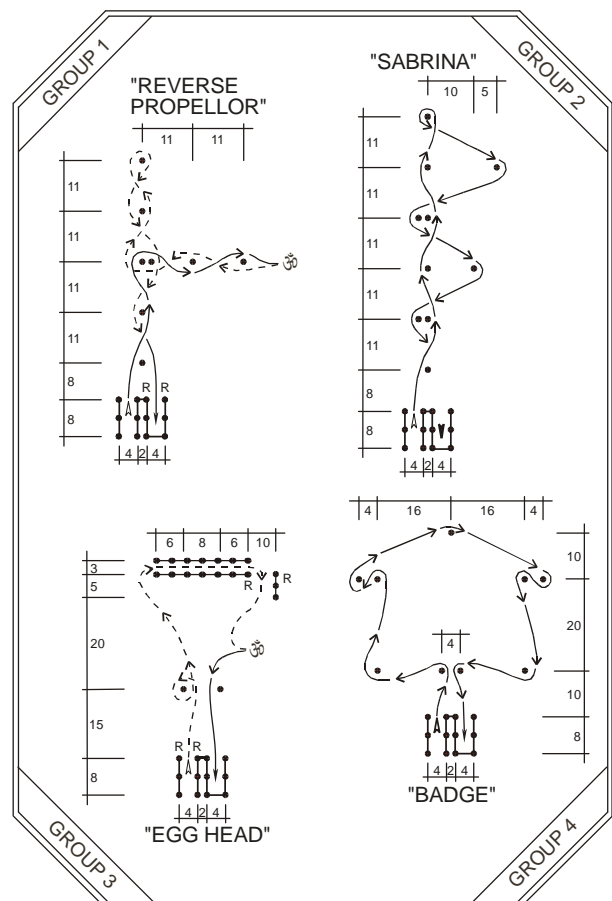 GROUP 1
"REVERSE
PROPELLOR"
11 11
11
11
11
ॐ
11
8
R R
8
4 2 4
GROUP 2
"SABRINA"
10 5
11
11
11
11
11
8
8
4 2 4
6 8 6 10
3
R
5
R
20
ॐ
15
R R
8
4 2 4
"EGG HEAD"
GROUP 3
4 16 16 4
10
20
4
10
8
4 2 4
"BADGE"
GROUP 4